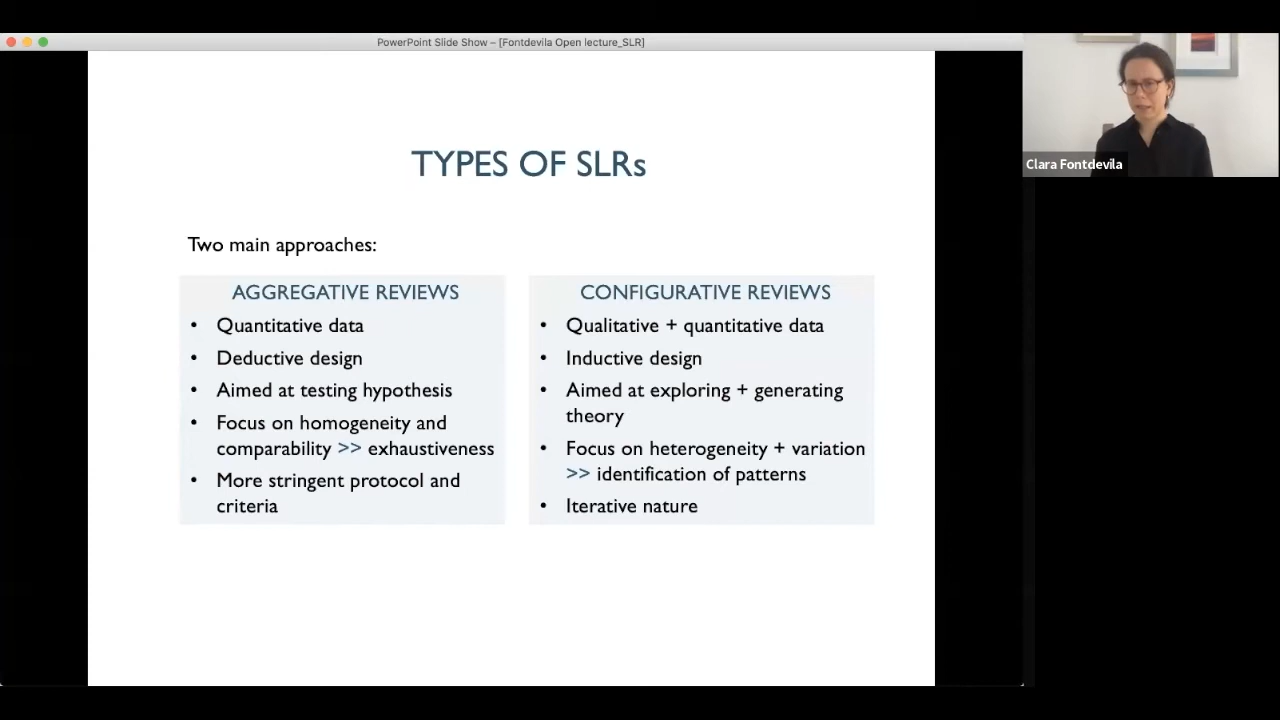 PowerPoint Slide Show – [Fontdevila Open lecture_SLR]
Clara Fontdevila
TYPES OF SLRs
Two main approaches:
AGGREGATIVE REVIEWS
• Quantitative data
• Deductive design
• Aimed at testing hypothesis
• Focus on homogeneity and
comparability >> exhaustiveness
• More stringent protocol and
criteria
CONFIGURATIVE REVIEWS
• Qualitative + quantitative data
• Inductive design
• Aimed at exploring + generating
theory
• Focus on heterogeneity + variation
>> identification of patterns
• Iterative nature